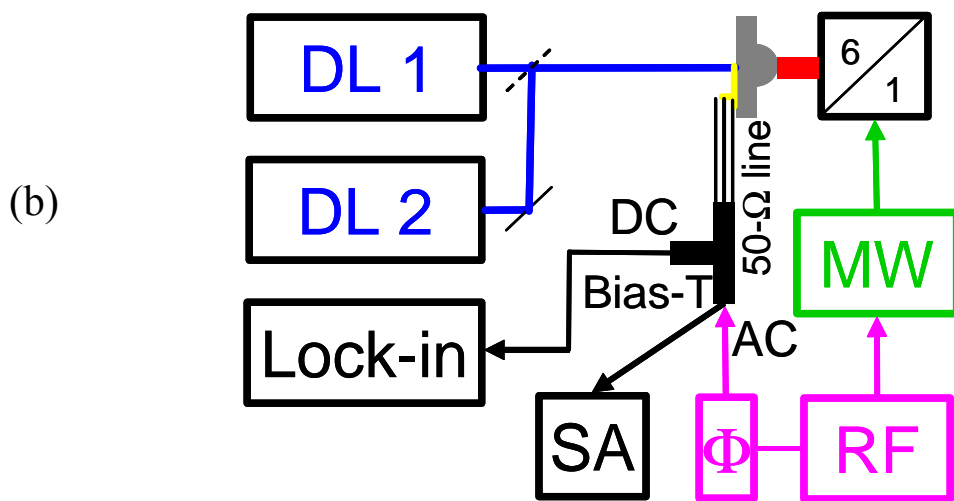 DL 1
6
1
(b)
DL 2
50-Ω line
DC
MW
Bias-T
AC
Lock-in
SA
Φ
RF